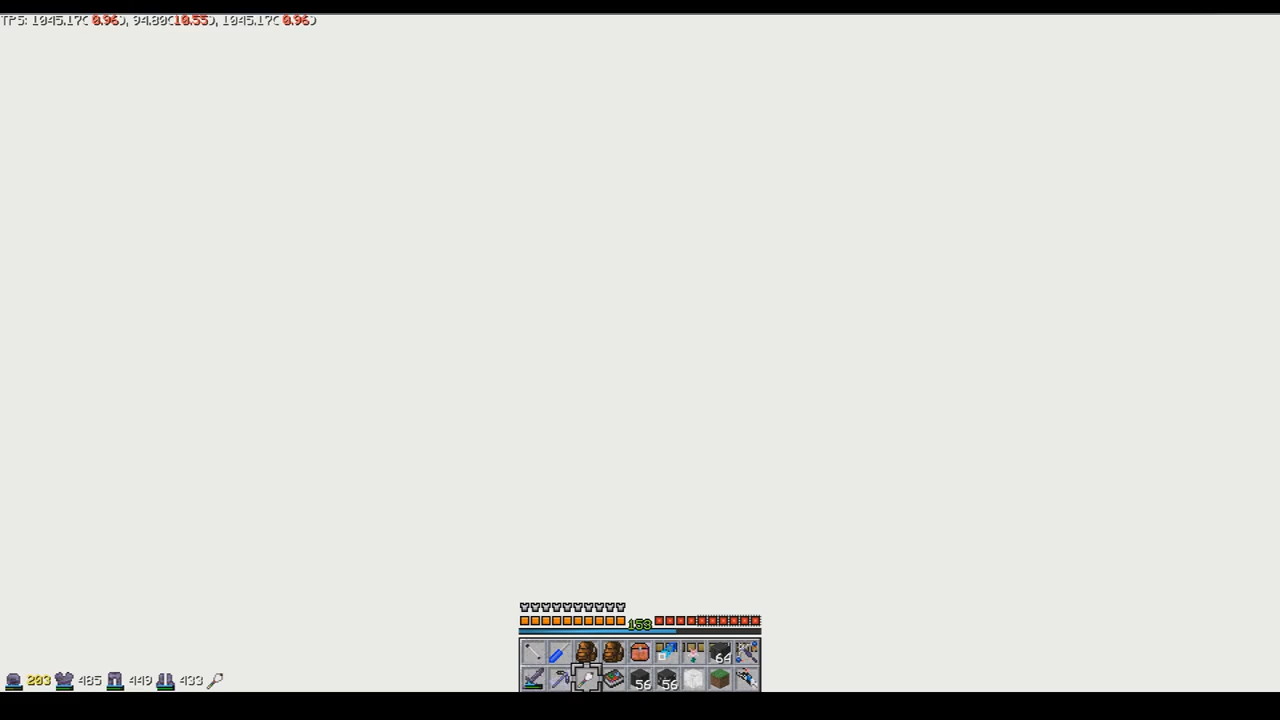 TPS: 1045.17( 0.96), 94.80(10.55), 1045.17( 0.96)
158
64
56 56
203 485 449 433